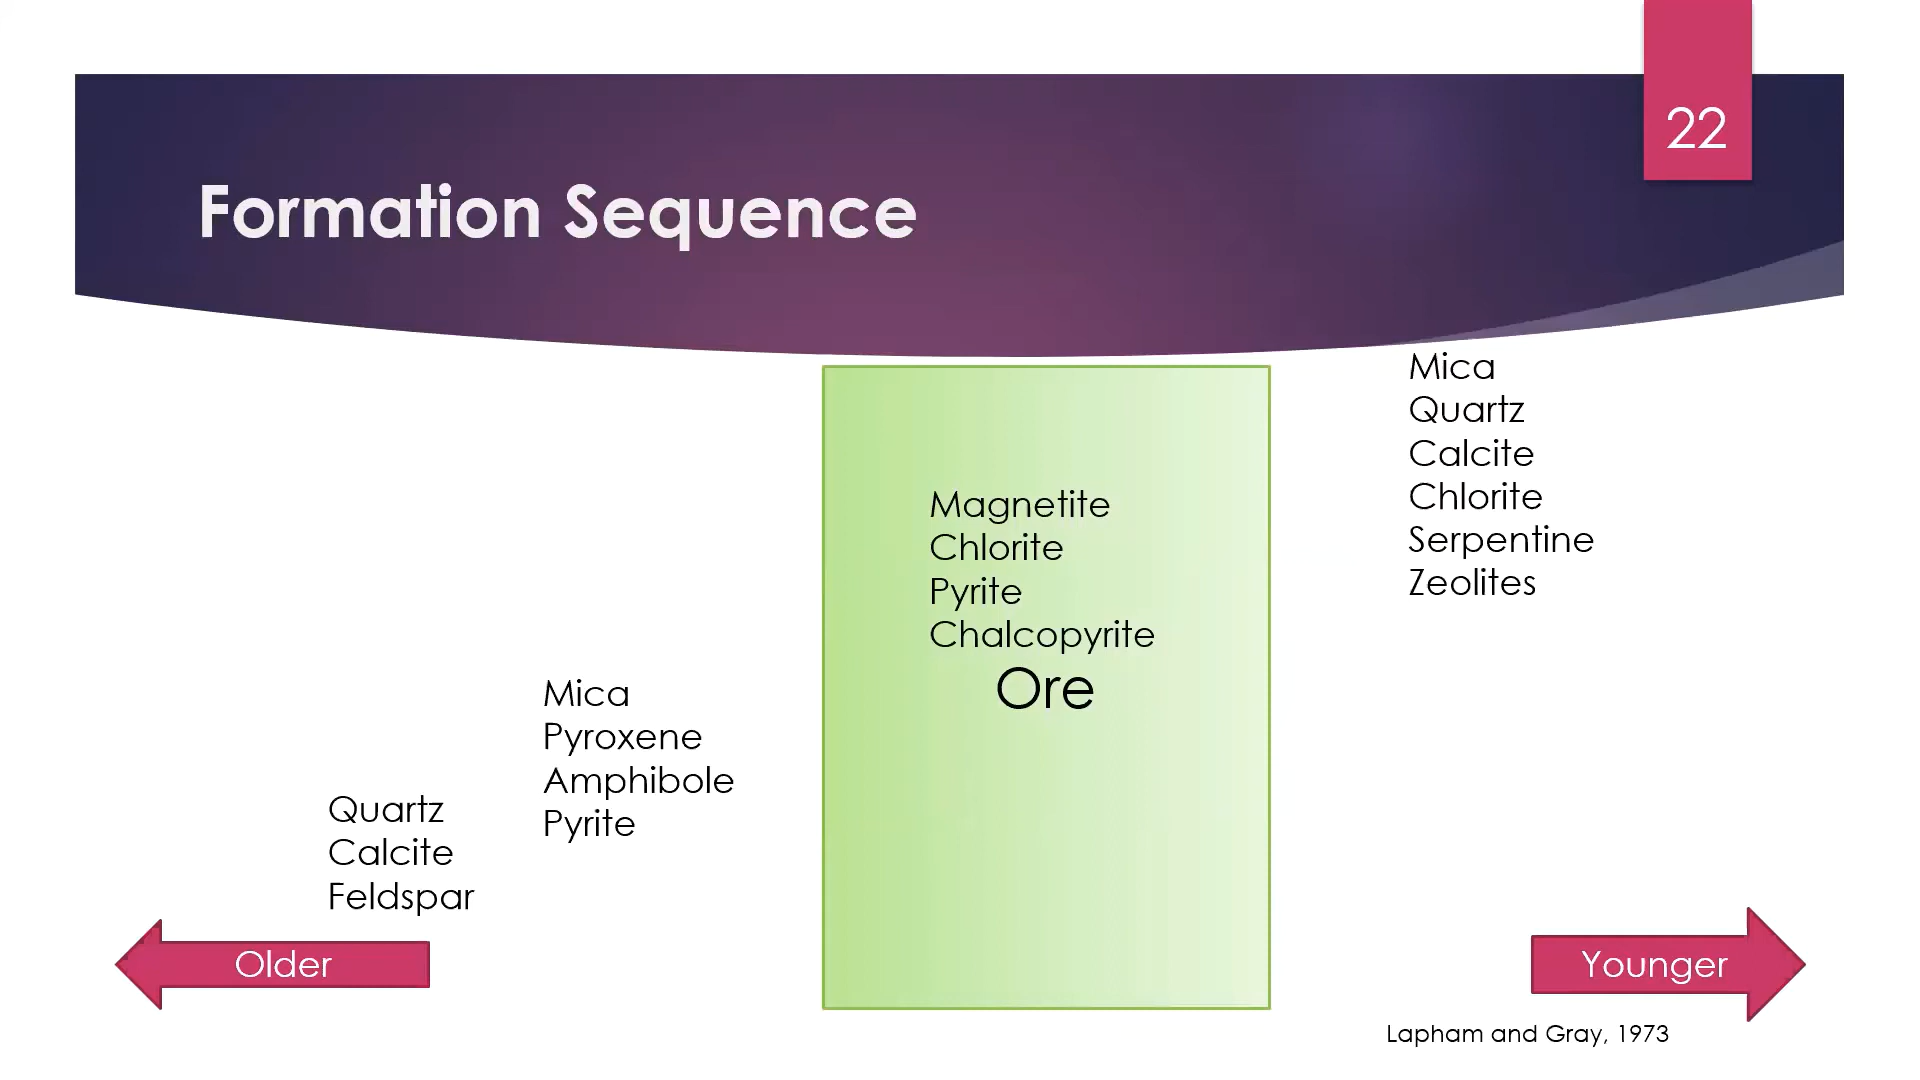 22
Formation Sequence
Quartz
Calcite
Feldspar
Mica
Pyroxene
Amphibole
Pyrite
Magnetite
Chlorite
Pyrite
Chalcopyrite
Ore
Mica
Quartz
Calcite
Chlorite
Serpentine
Zeolites
Older
Younger
Lapham and Gray, 1973